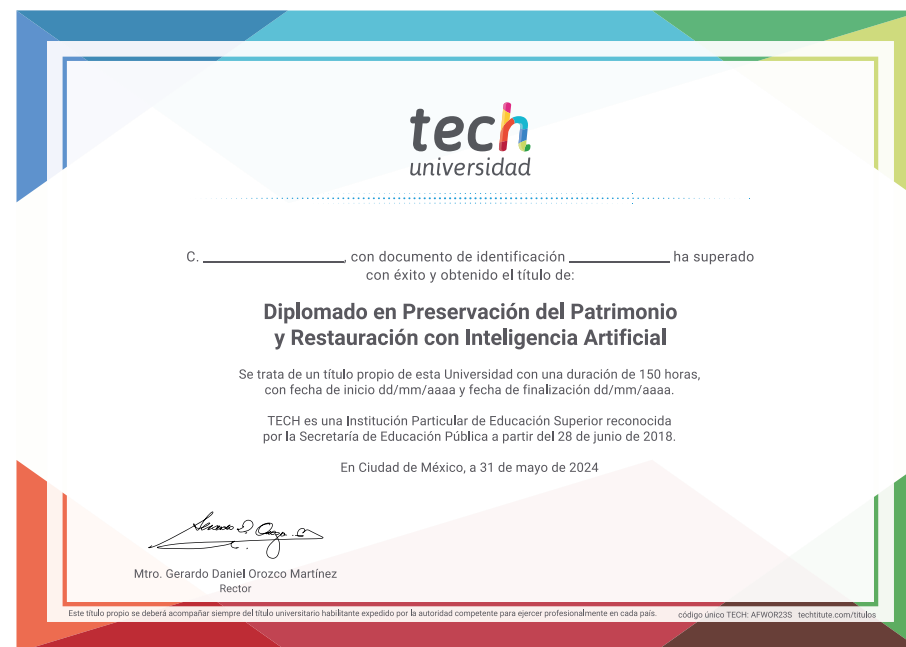 tech
universidad
C. ____________, con documento de identificación ____________ ha superado
con éxito y obtenido el título de:
Diplomado en Preservación del Patrimonio
y Restauración con Inteligencia Artificial
Se trata de un título propio de esta Universidad con una duración de 150 horas,
con fecha de inicio dd/mm/aaaa y fecha de finalización dd/mm/aaaa.
TECH es una Institución Particular de Educación Superior reconocida
por la Secretaría de Educación Pública a partir del 28 de junio de 2018.
En Ciudad de México, a 31 de mayo de 2024
Mtro. Gerardo Daniel Orozco Martínez
Rector
Este título propio se deberá acompañar siempre del título universitario habilitante expedido por la autoridad competente para ejercer profesionalmente en cada país. código único TECH: AFWOR23S techtitute.com/titulos